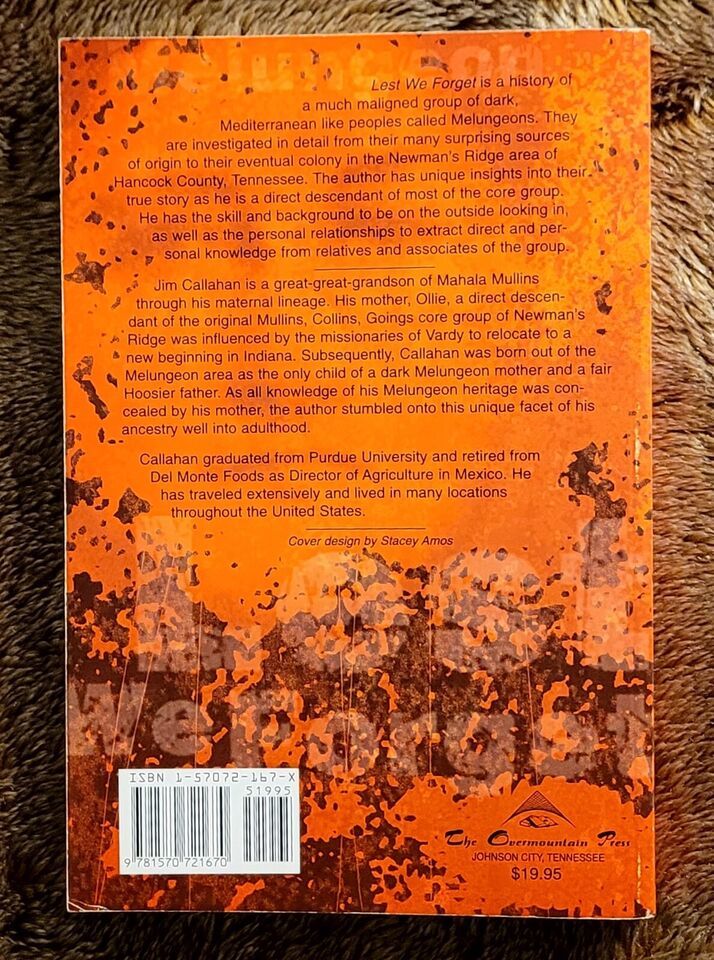 Lest We Forget is a history of
a much maligned group of dark,
Mediterranean like peoples called Melungeons. They
are investigated in detail from their many surprising sources
of origin to their eventual colony in the Newman's Ridge area of
Hancock County, Tennessee. The author has unique insights into their
true story as he is a direct descendant of most of the core group.
He has the skill and background to be on the outside looking in,
as well as the personal relationships to extract direct and per-
sonal knowledge from relatives and associates of the group.
Jim Callahan is a great-great-grandson of Mahala Mullins
through his maternal lineage. His mother, Ollie, a direct descen-
dant of the original Mullins, Collins, Goings core group of Newman's
Ridge was influenced by the missionaries of Vardy to relocate to a
new beginning in Indiana. Subsequently, Callahan was born out of the
Melungeon area as the only child of a dark Melungeon mother and a fair
Hoosier father. As all knowledge of his Melungeon heritage was con-
cealed by his mother, the author stumbled onto this unique facet of his
ancestry well into adulthood.
Callahan graduated from Purdue University and retired from
Del Monte Foods as Director of Agriculture in Mexico. He
has traveled extensively and lived in many locations
throughout the United States.
Cover design by Stacey Amos
Lest
We Forget
ISBN 1-57072-167-X
51995
9 781570 721670
The Overmountain Press
JOHNSON CITY, TENNESSEE
$19.95